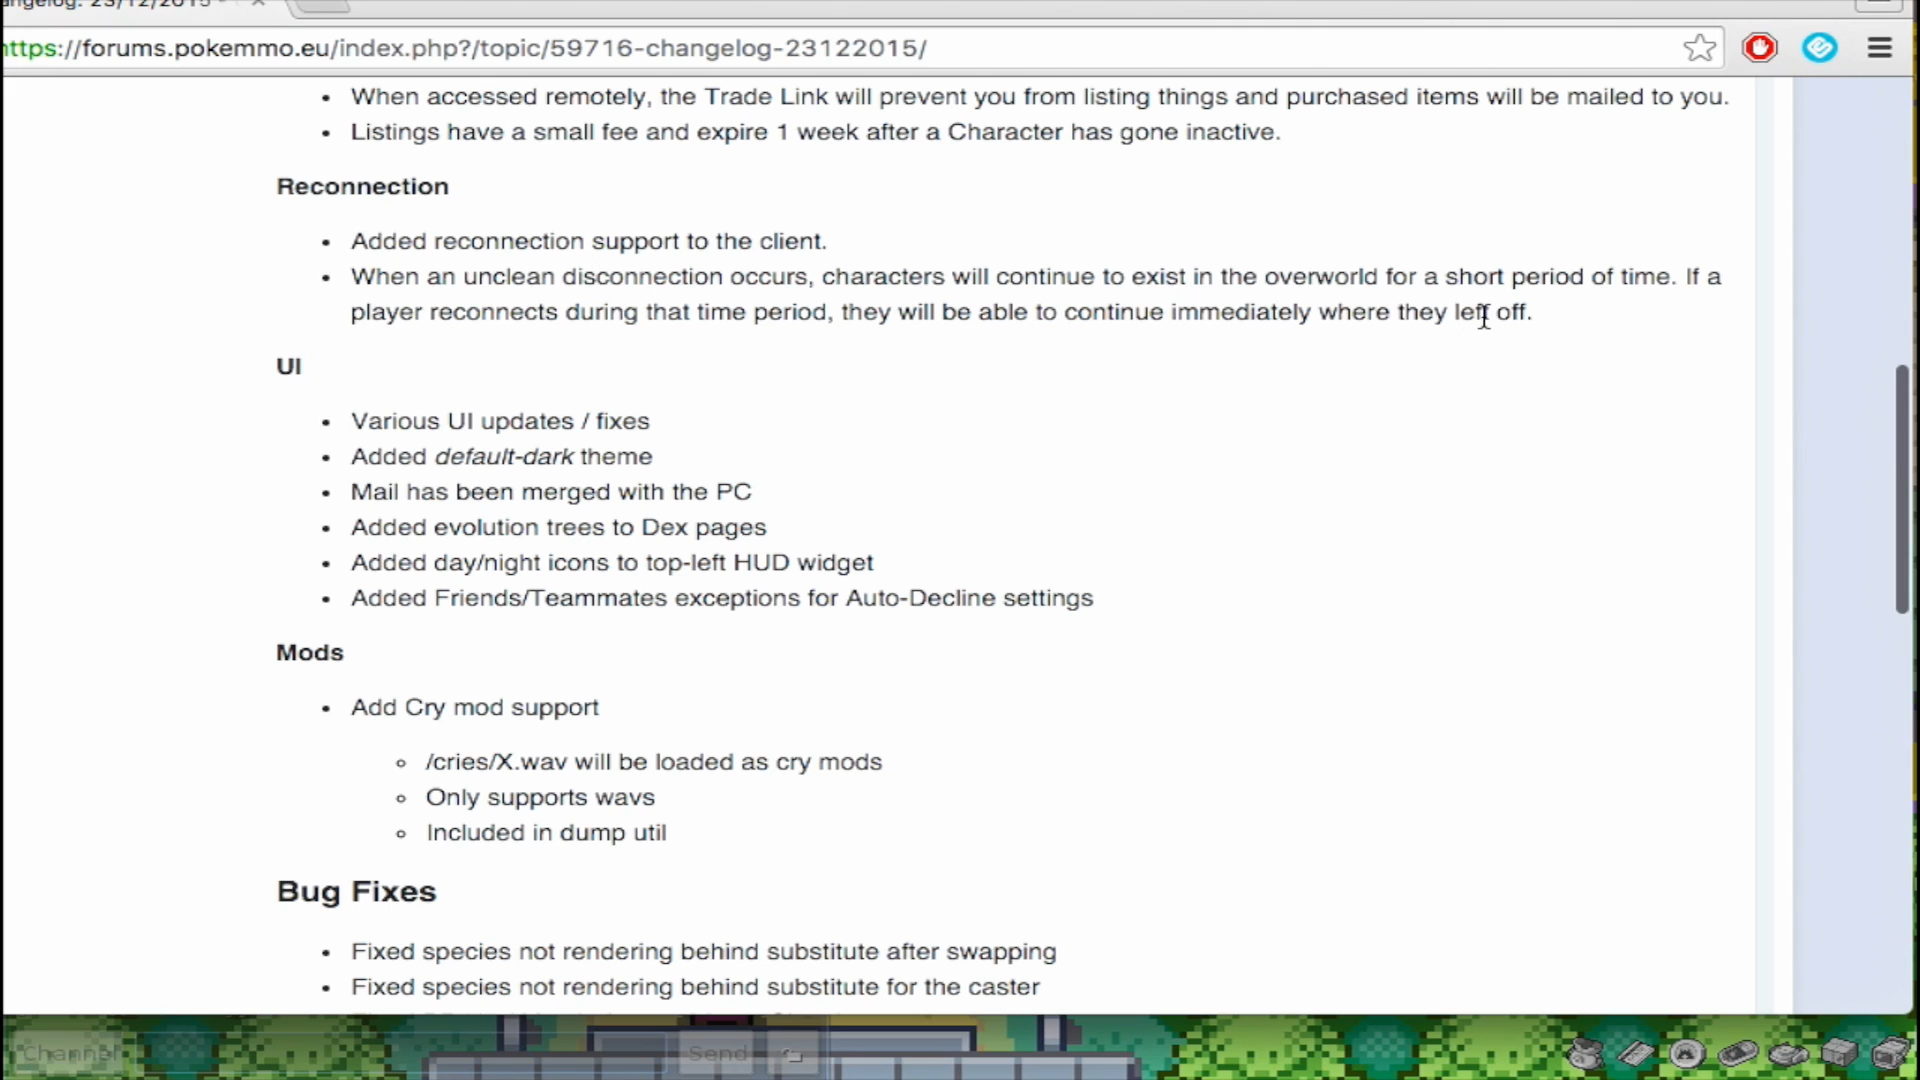 angelog: 23/12/2015 -
https://forums.pokemmo.eu/index.php?/topic/59716-changelog-23122015/
• When accessed remotely, the Trade Link will prevent you from listing things and purchased items will be mailed to you.
• Listings have a small fee and expire 1 week after a Character has gone inactive.
Reconnection
• Added reconnection support to the client.
• When an unclean disconnection occurs, characters will continue to exist in the overworld for a short period of time. If a
player reconnects during that time period, they will be able to continue immediately where they left off.
UI
• Various UI updates / fixes
• Added default-dark theme
• Mail has been merged with the PC
• Added evolution trees to Dex pages
• Added day/night icons to top-left HUD widget
• Added Friends/Teammates exceptions for Auto-Decline settings
Mods
• Add Cry mod support
◦ /cries/X.wav will be loaded as cry mods
◦ Only supports wavs
◦ Included in dump util
Bug Fixes
• Fixed species not rendering behind substitute after swapping
• Fixed species not rendering behind substitute for the caster
Channel
Send